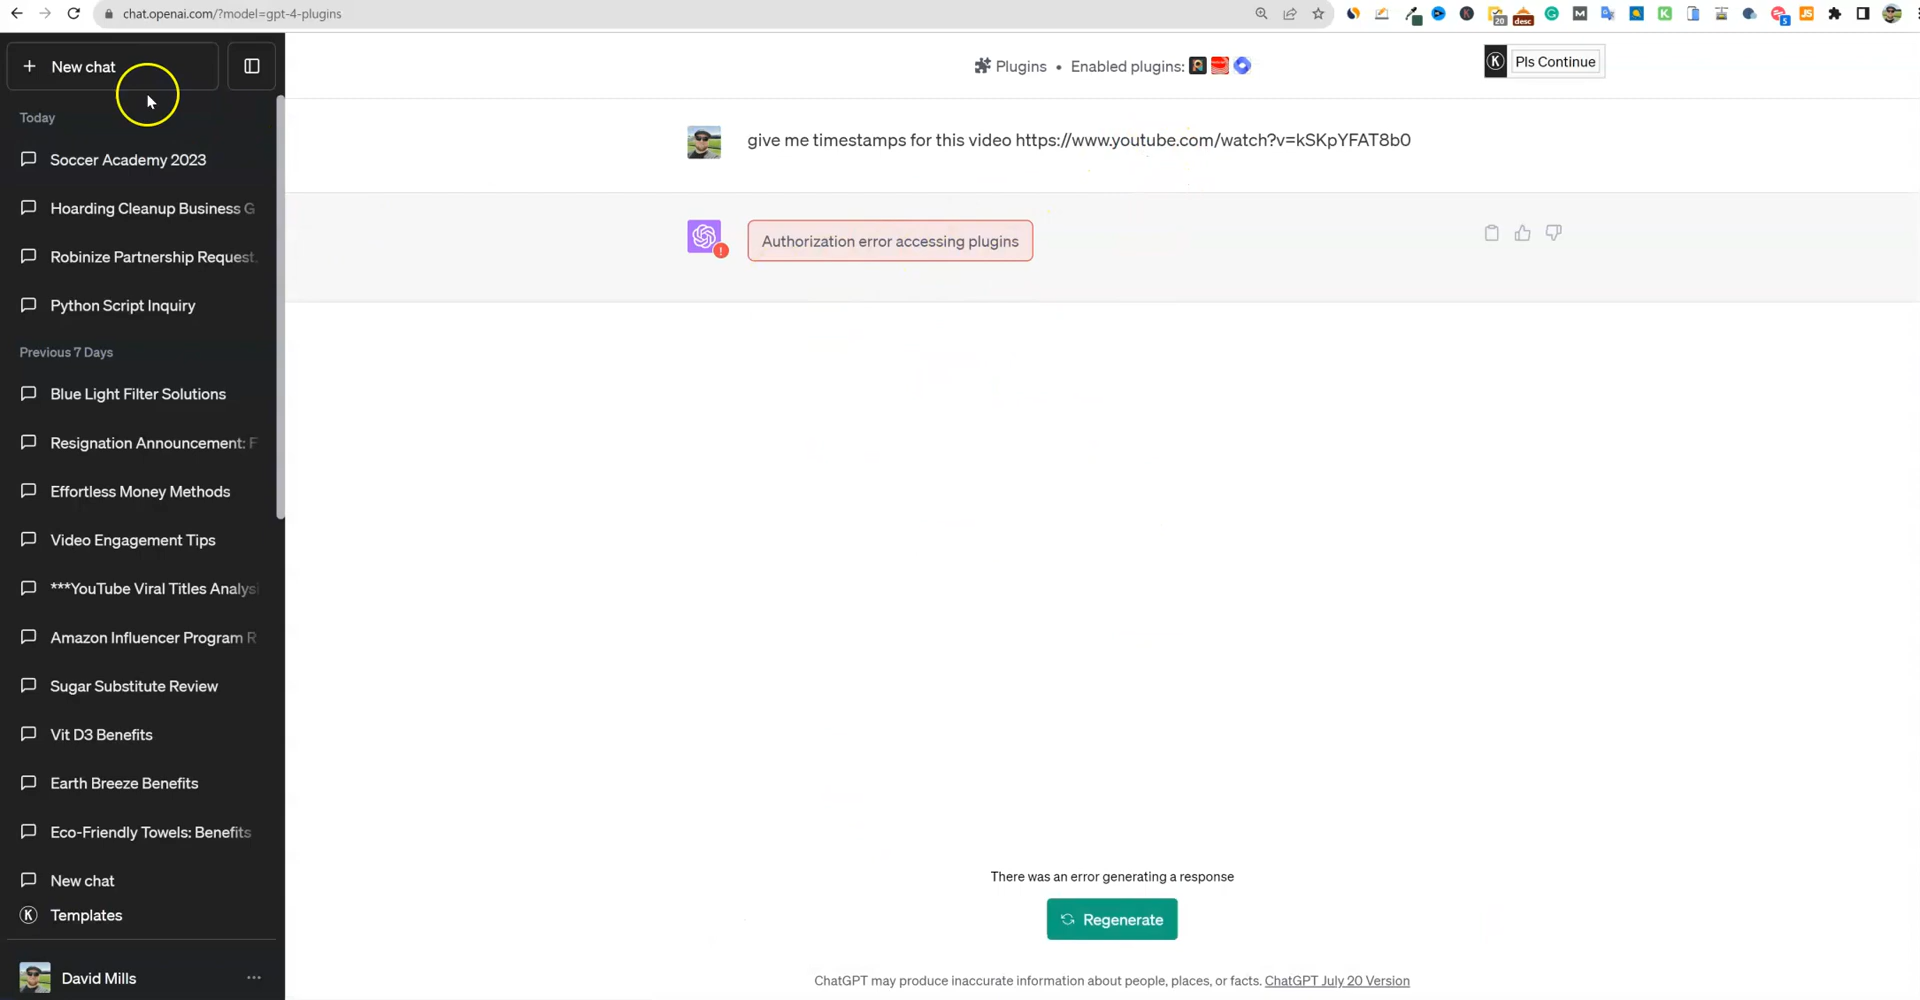 chat.openai.com/?model=gpt-4-plugins
20
desc
M
5
JS
New chat
Plugins • Enabled plugins:
K
Pls Continue
Today
Soccer Academy 2023
Hoarding Cleanup Business G
Robinize Partnership Request.
Python Script Inquiry
Previous 7 Days
Blue Light Filter Solutions
Resignation Announcement: F
Effortless Money Methods
Video Engagement Tips
***YouTube Viral Titles Analys
Amazon Influencer Program R
Sugar Substitute Review
Vit D3 Benefits
Earth Breeze Benefits
Eco-Friendly Towels: Benefits
New chat
K Templates
David Mills
give me timestamps for this video https://www.youtube.com/watch?v=kSKpYFAT8b0
Authorization error accessing plugins
There was an error generating a response
Regenerate
ChatGPT may produce inaccurate information about people, places, or facts. ChatGPT July 20 Version